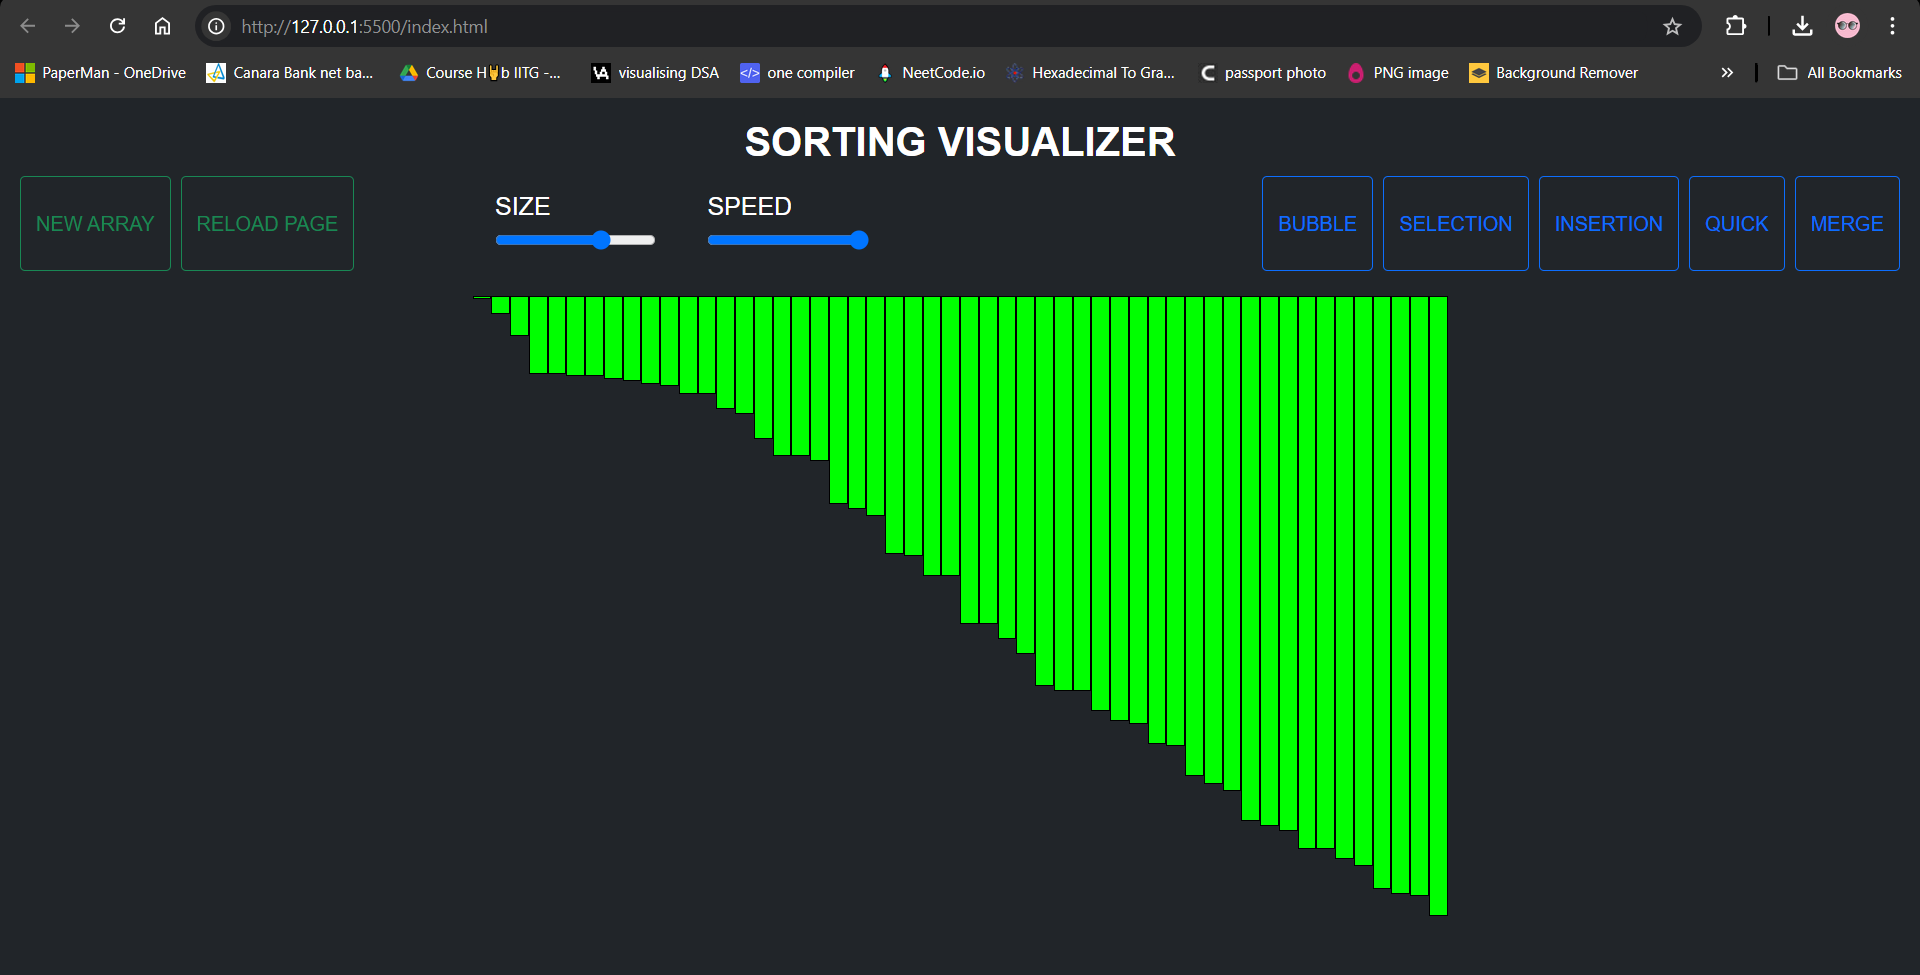 http://127.0.0.1:5500/index.html
PaperMan - OneDrive Canara Bank net ba... Course H b IITG -... visualising DSA </> one compiler NeetCode.io Hexadecimal To Gra... passport photo PNG image Background Remover » All Bookmarks
SORTING VISUALIZER
NEW ARRAY RELOAD PAGE SIZE SPEED BUBBLE SELECTION INSERTION QUICK MERGE